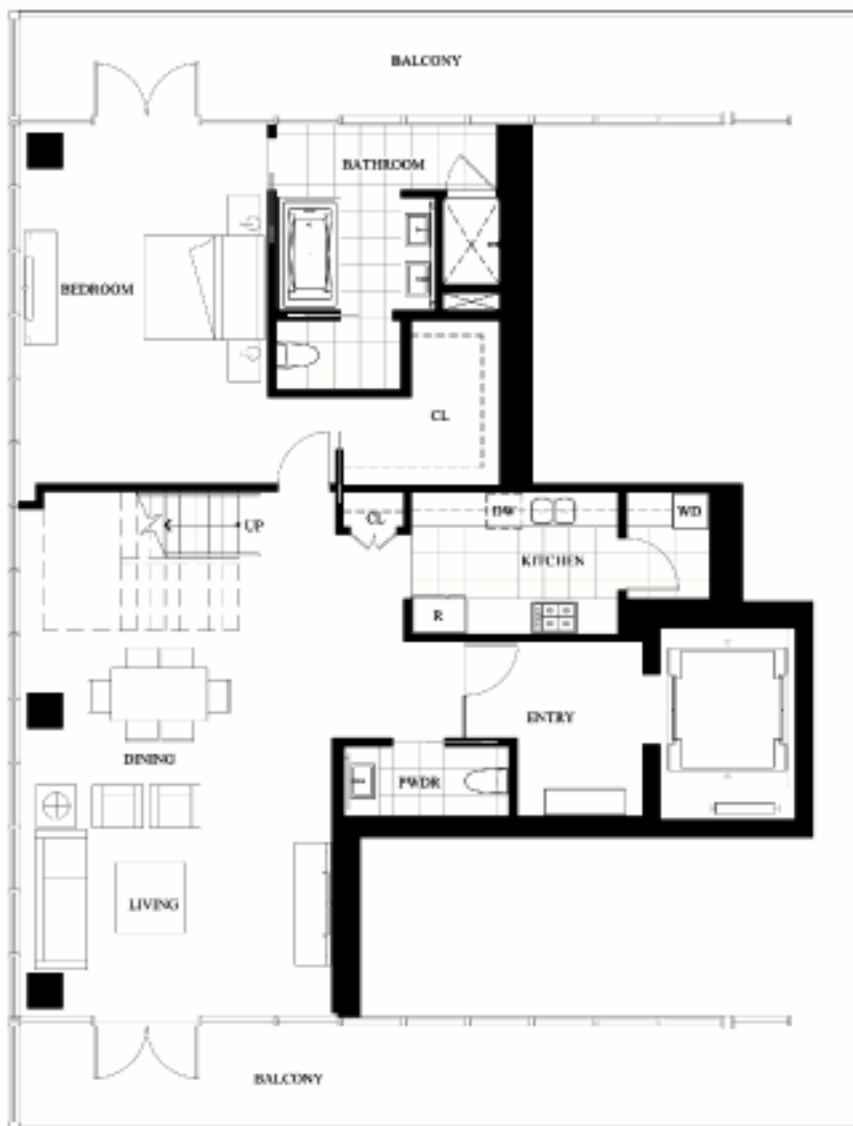 BALCONY
BATHROOM
BEDROOM
CL
CL
DW
WD
UP
KITCHEN
R
ENTRY
DINING
PWDR
LIVING
BALCONY